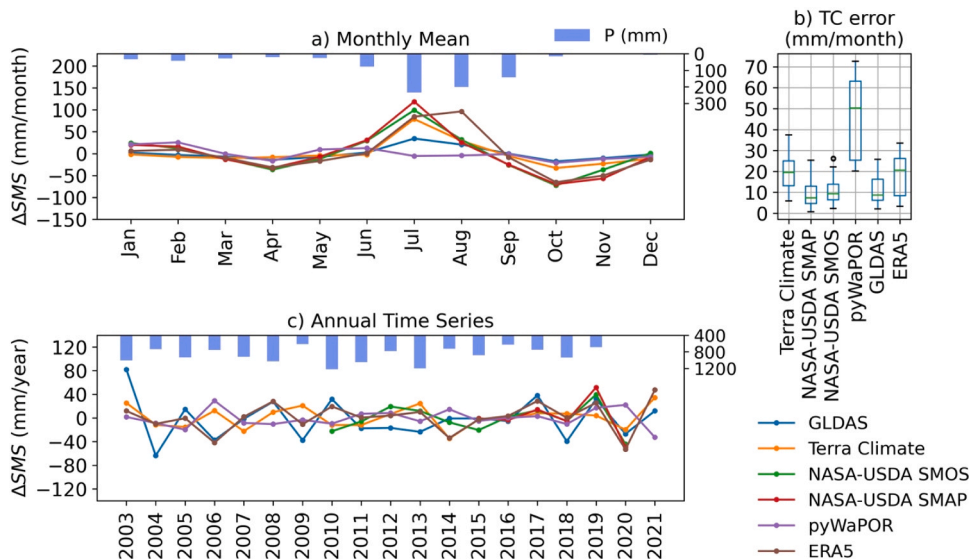 a) Monthly Mean
P (mm)
ΔSMS (mm/month)
200
150
100
50
0
−50
−100
−150
0
100
200
300
Jan
Feb
Mar
Apr
May
Jun
Jul
Aug
Sep
Oct
Nov
Dec
b) TC error
(mm/month)
70
60
50
40
30
20
10
0
Terra Climate
NASA-USDA SMAP
NASA-USDA SMOS
pyWaPOR
GLDAS
ERA5
c) Annual Time Series
ΔSMS (mm/year)
120
80
40
0
−40
−80
−120
400
800
1200
2003
2004
2005
2006
2007
2008
2009
2010
2011
2012
2013
2014
2015
2016
2017
2018
2019
2020
2021
GLDAS
Terra Climate
NASA-USDA SMOS
NASA-USDA SMAP
pyWaPOR
ERA5